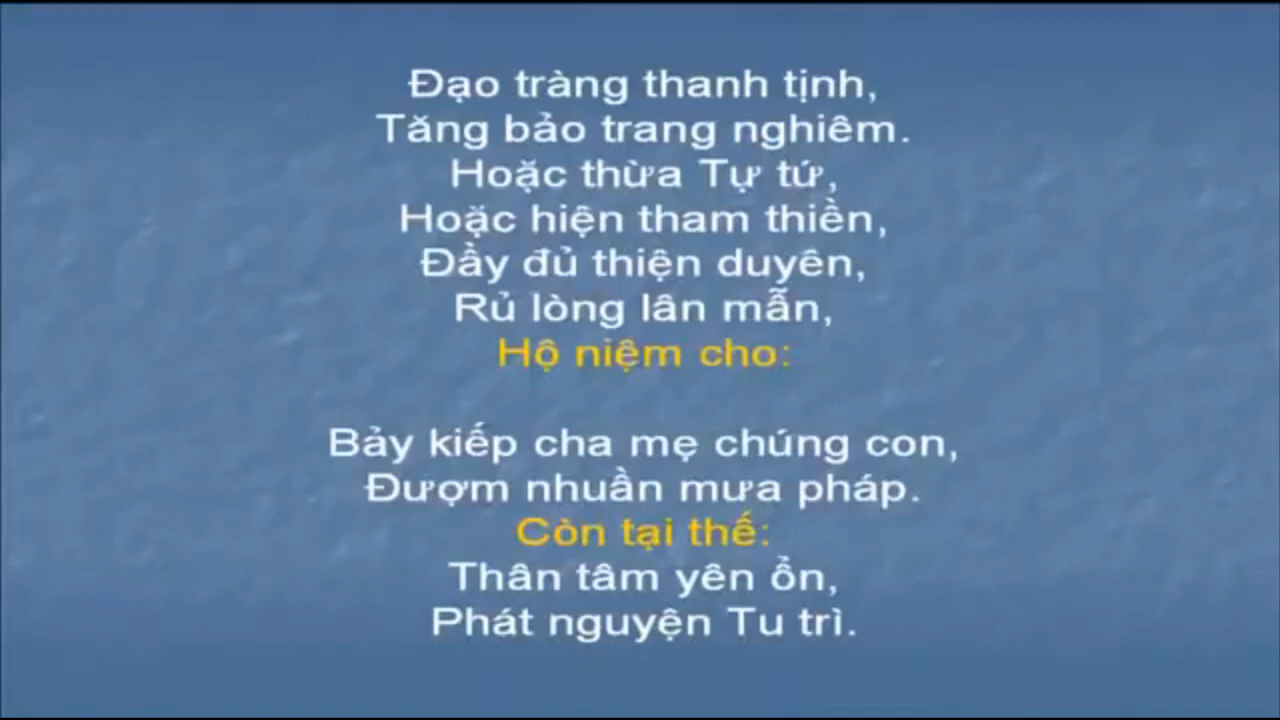 Đạo tràng thanh tịnh,
Tăng bảo trang nghiêm.
Hoặc thừa Tự tứ,
Hoặc hiện tham thiền,
Đầy đủ thiện duyên,
Rủ lòng lân mẫn,
Hộ niệm cho:
Bảy kiếp cha mẹ chúng con,
Đượm nhuần mưa pháp.
Còn tại thế:
Thân tâm yên ổn,
Phát nguyện Tu trì.